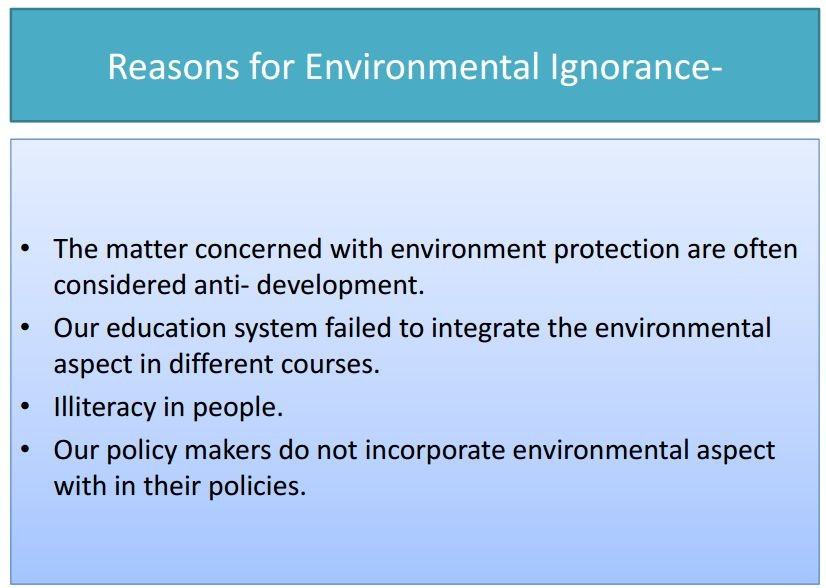 Reasons for Environmental Ignorance-
• The matter concerned with environment protection are often
considered anti- development.
• Our education system failed to integrate the environmental
aspect in different courses.
• Illiteracy in people.
• Our policy makers do not incorporate environmental aspect
with in their policies.